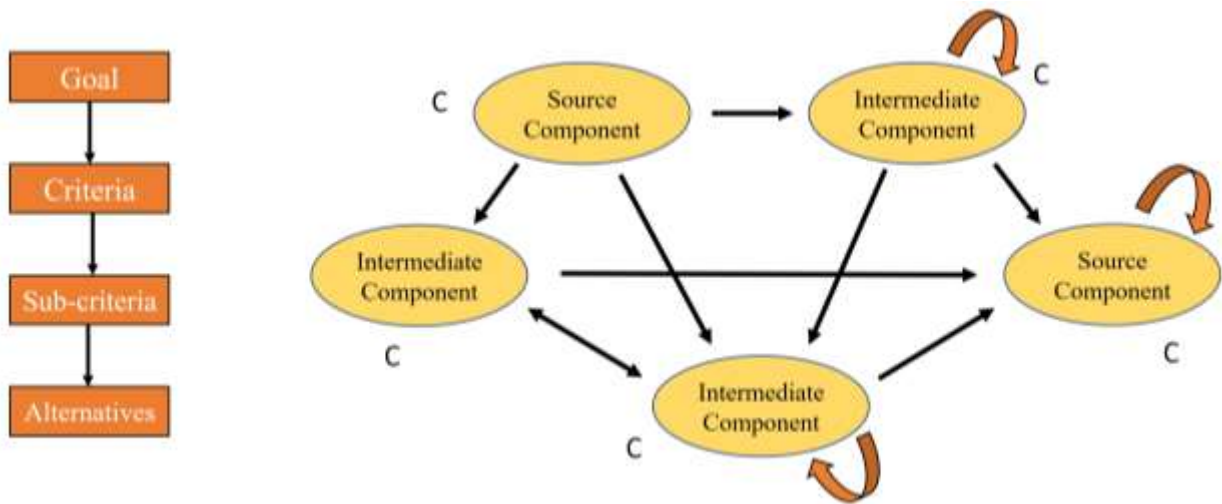 Goal
Criteria
Sub-criteria
Alternatives
C
Source
Component
Intermediate
Component
C
Intermediate
Component
C
Source
Component
C
Intermediate
Component
C